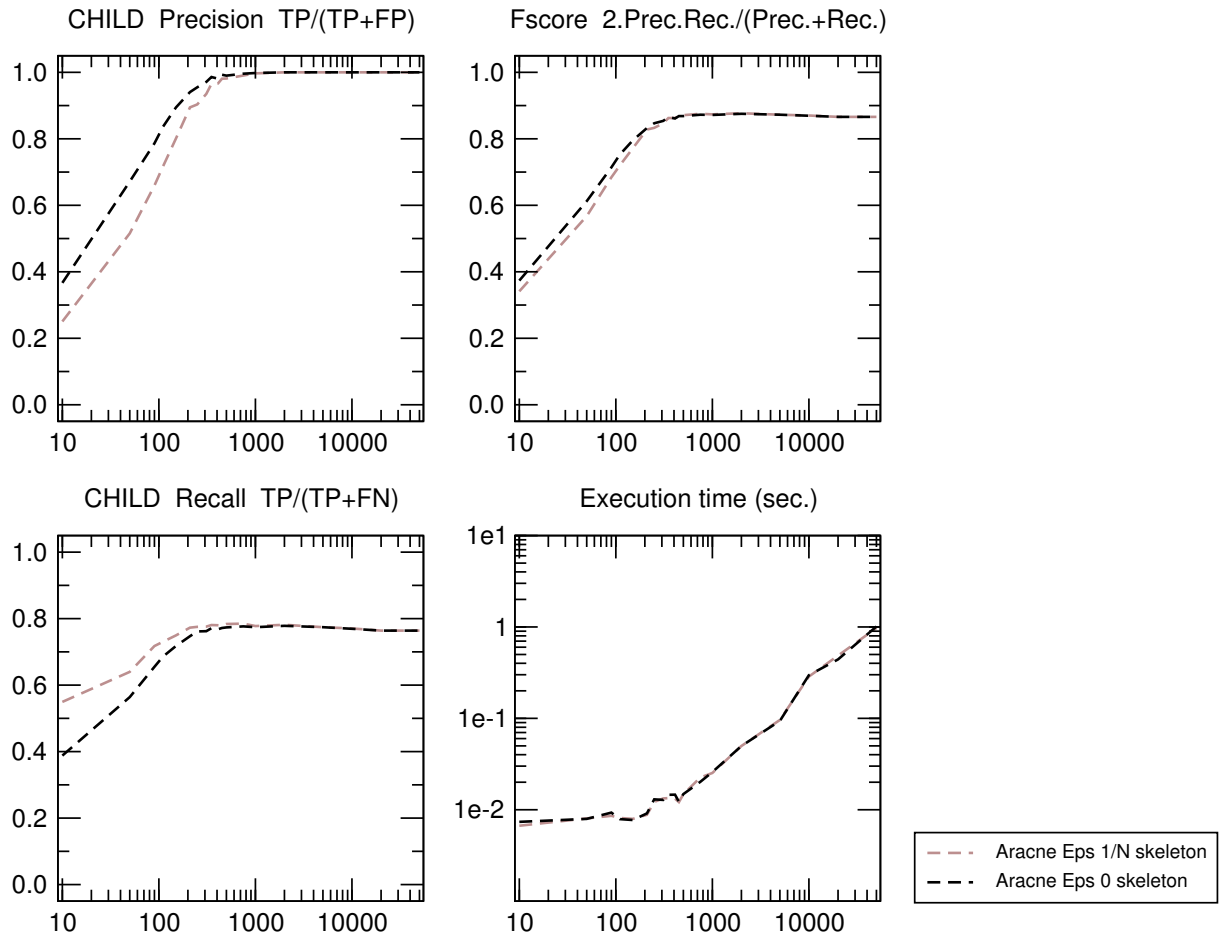 CHILD Precision TP/(TP+FP)
1.0
0.8
0.6
0.4
0.2
0.0
10 100 1000 10000
Fscore 2.Prec.Rec./(Prec.+Rec.)
1.0
0.8
0.6
0.4
0.2
0.0
10 100 1000 10000
CHILD Recall TP/(TP+FN)
1.0
0.8
0.6
0.4
0.2
0.0
10 100 1000 10000
Execution time (sec.)
1e1
1
1e-1
1e-2
10 100 1000 10000
Aracne Eps 1/N skeleton
Aracne Eps 0 skeleton